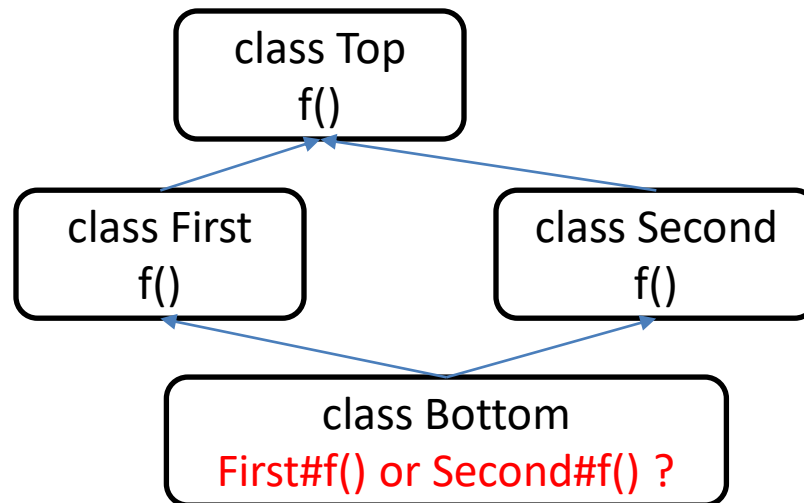 class Top
f()
class First
f()
class Second
f()
class Bottom
First#f() or Second#f() ?